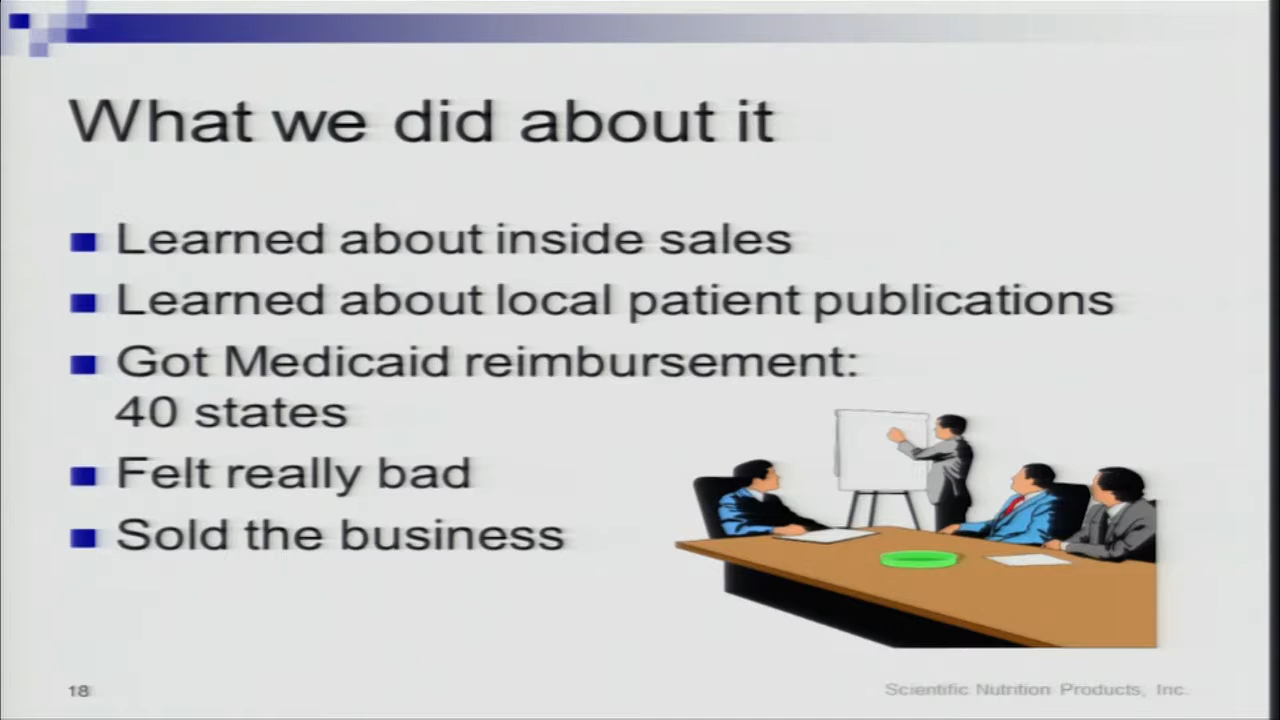 What we did about it
Learned about inside sales
Learned about local patient publications
Got Medicaid reimbursement:
40 states
Felt really bad
Sold the business
18
Scientific Nutrition Products, Inc.